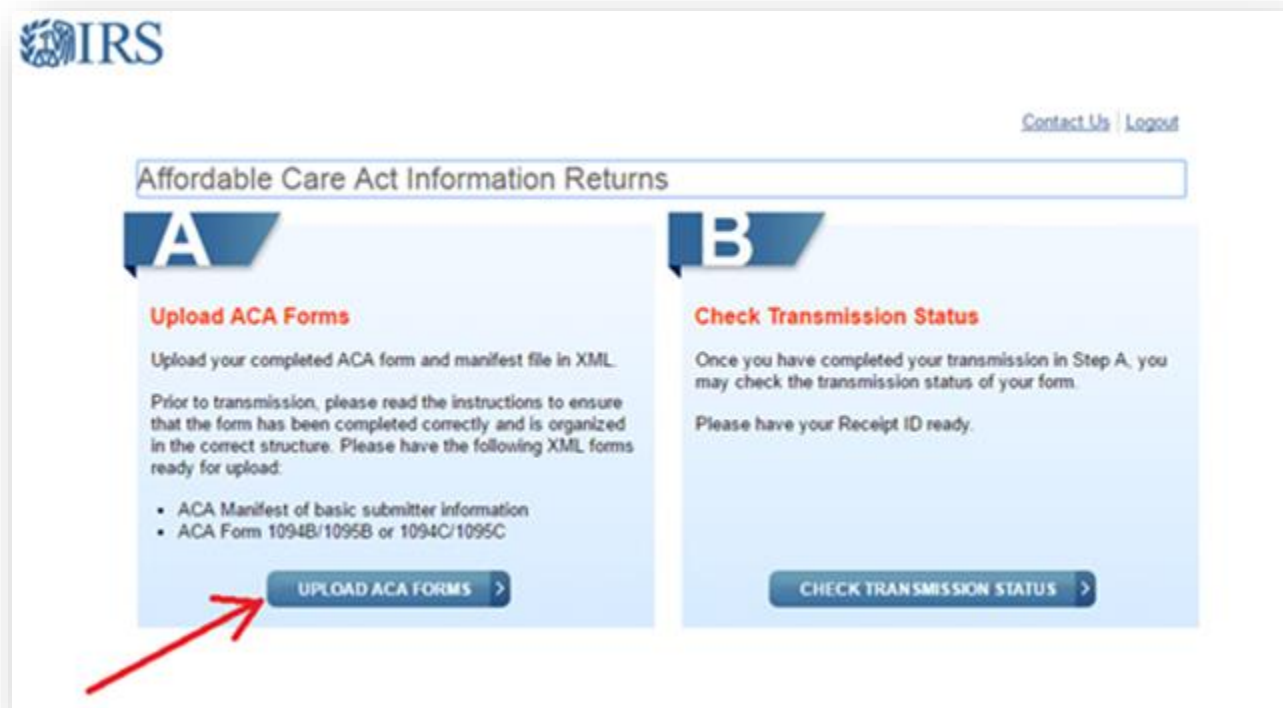 IRS
Contact Us Logout
Affordable Care Act Information Returns
A
Upload ACA Forms
Upload your completed ACA form and manifest file in XML.
Prior to transmission, please read the instructions to ensure
that the form has been completed correctly and is organized
in the correct structure. Please have the following XML forms
ready for upload:
• ACA Manifest of basic submitter information
• ACA Form 1094B/1095B or 1094C/1095C
UPLOAD ACA FORMS >
B
Check Transmission Status
Once you have completed your transmission in Step A, you
may check the transmission status of your form.
Please have your Receipt ID ready.
CHECK TRANSMISSION STATUS >